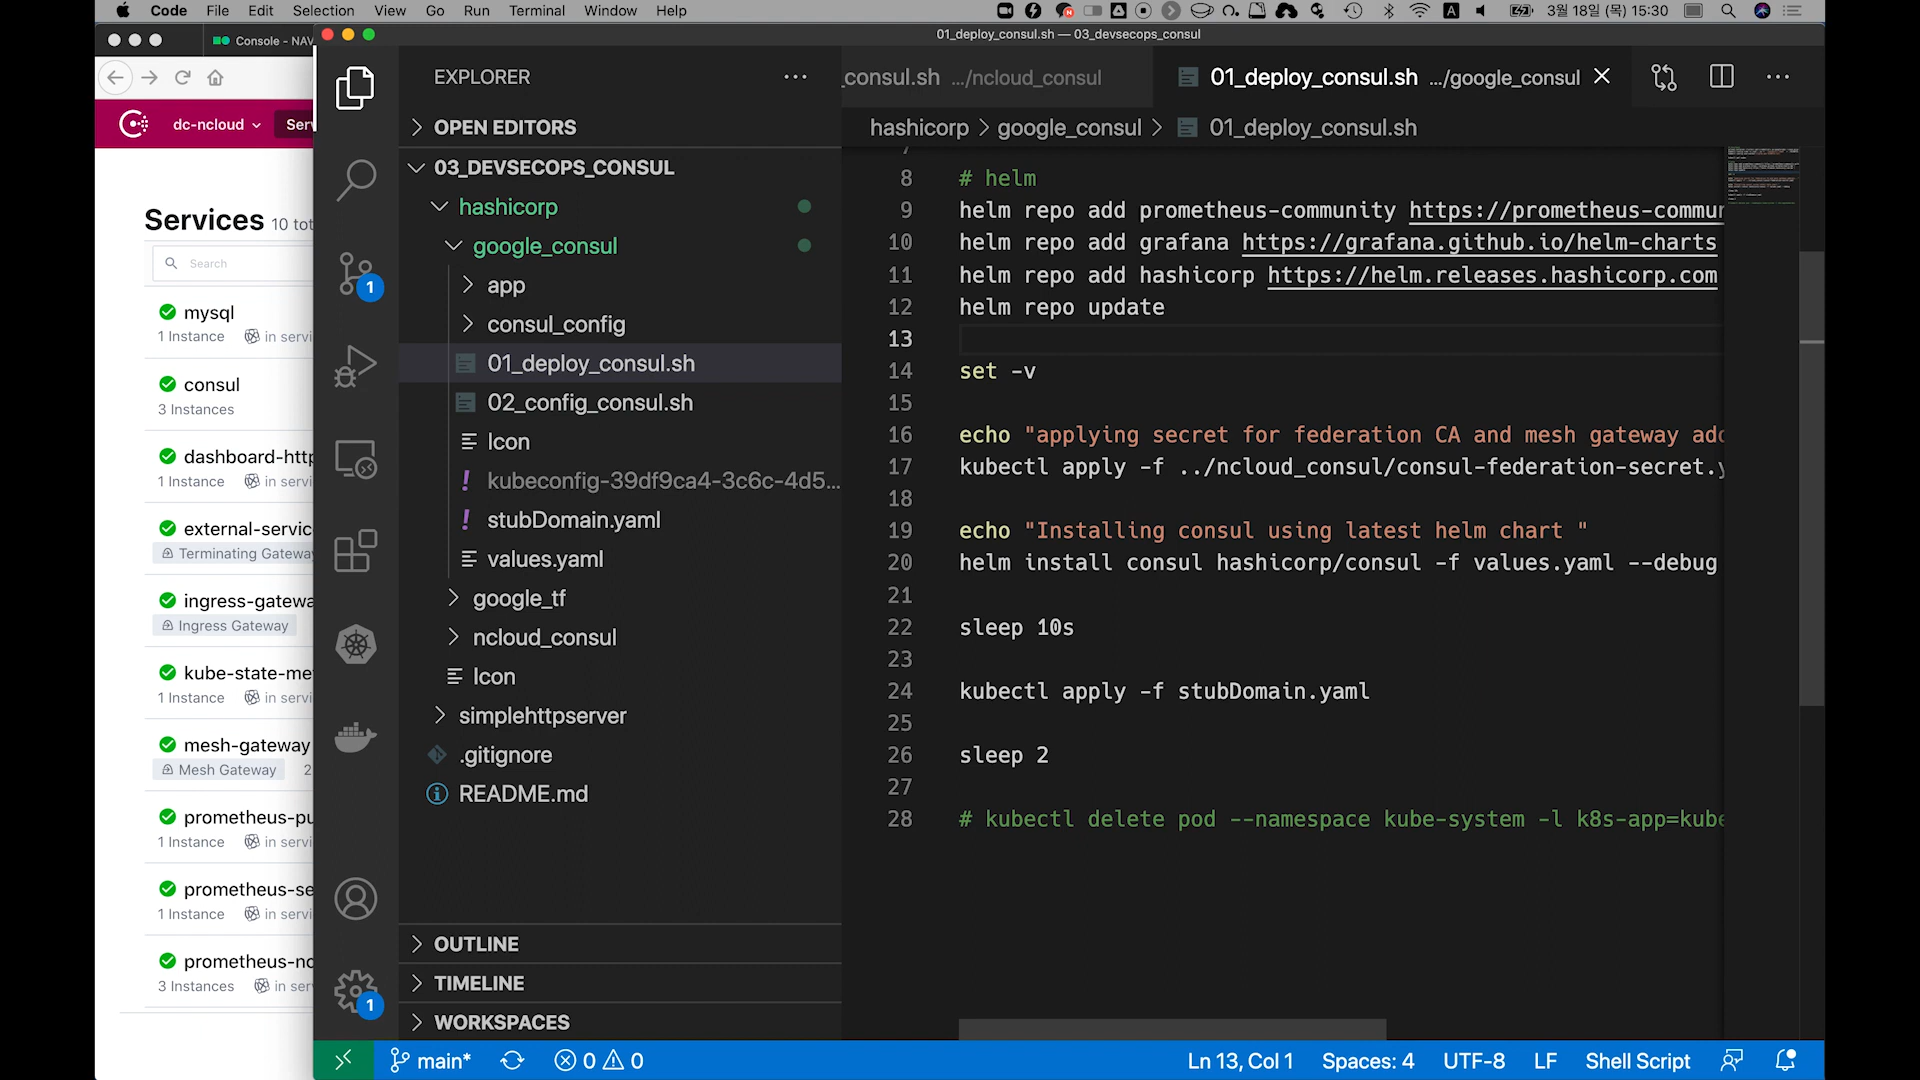 Code File Edit Selection View Go Run Terminal Window Help
3월 18일 (목) 15:30
Console - NAV
dc-ncloud
Serv
Services 10 tot
Search
mysql
1 Instance in servi
consul
3 Instances
dashboard-http
1 Instance in servi
external-servic
Terminating Gateway
ingress-gatewa
Ingress Gateway
kube-state-me
1 Instance in servi
mesh-gateway
Mesh Gateway 2
prometheus-pu
1 Instance in servi
prometheus-se
1 Instance in servi
prometheus-no
3 Instances in serv
01_deploy_consul.sh — 03_devsecops_consul
EXPLORER
OPEN EDITORS
03_DEVSECOPS_CONSUL
hashicorp
google_consul
app
consul_config
01_deploy_consul.sh
02_config_consul.sh
Icon
kubeconfig-39df9ca4-3c6c-4d5...
stubDomain.yaml
values.yaml
google_tf
ncloud_consul
Icon
simplehttpserver
.gitignore
README.md
OUTLINE
TIMELINE
WORKSPACES
1
1
_consul.sh .../ncloud_consul
01_deploy_consul.sh .../google_consul
hashicorp > google_consul > 01_deploy_consul.sh
7
8 # helm
9 helm repo add prometheus-community https://prometheus-commun
10 helm repo add grafana https://grafana.github.io/helm-charts
11 helm repo add hashicorp https://helm.releases.hashicorp.com
12 helm repo update
13
14 set -v
15
16 echo "applying secret for federation CA and mesh gateway add
17 kubectl apply -f ../ncloud_consul/consul-federation-secret.y
18
19 echo "Installing consul using latest helm chart "
20 helm install consul hashicorp/consul -f values.yaml --debug
21
22 sleep 10s
23
24 kubectl apply -f stubDomain.yaml
25
26 sleep 2
27
28 # kubectl delete pod --namespace kube-system -l k8s-app=kube
main* 0 0
Ln 13, Col 1 Spaces: 4 UTF-8 LF Shell Script